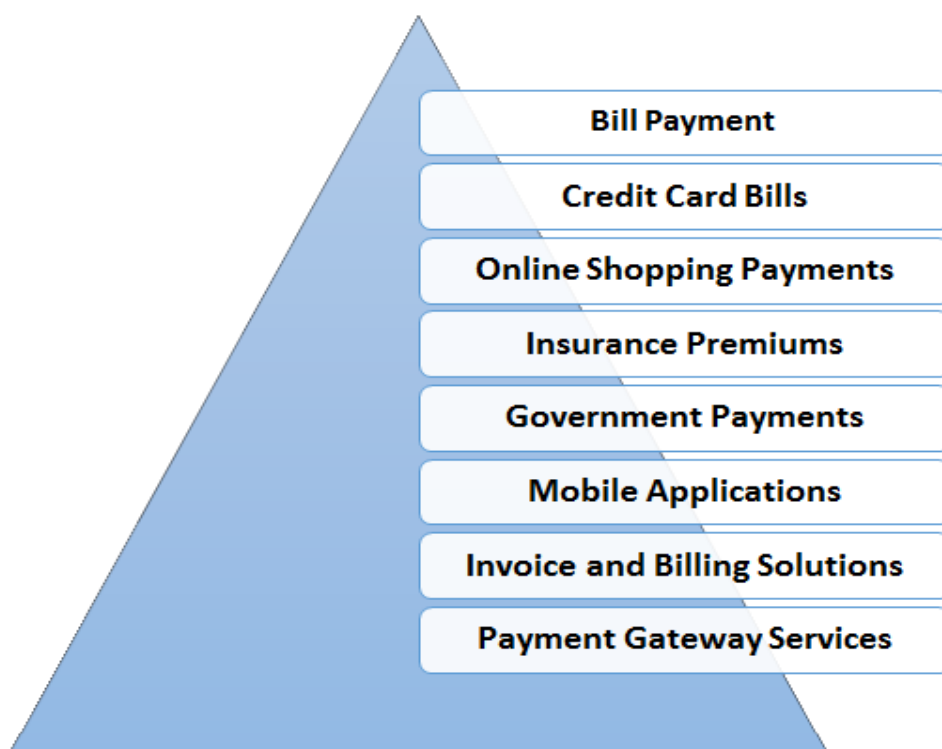 Bill Payment
Credit Card Bills
Online Shopping Payments
Insurance Premiums
Government Payments
Mobile Applications
Invoice and Billing Solutions
Payment Gateway Services